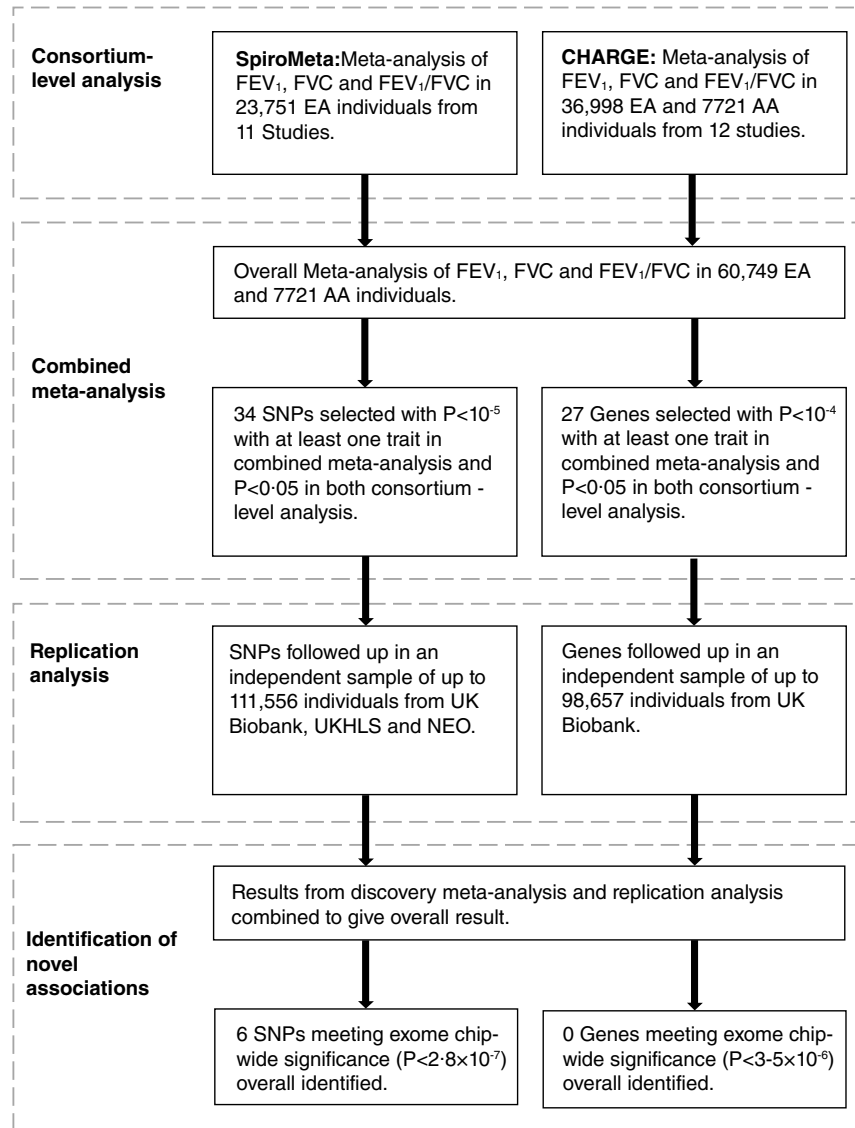 Consortium-
level analysis
SpiroMeta:Meta-analysis of
FEV₁, FVC and FEV₁/FVC in
23,751 EA individuals from
11 Studies.
CHARGE: Meta-analysis of
FEV₁, FVC and FEV₁/FVC in
36,998 EA and 7721 AA
individuals from 12 studies.
Combined
meta-analysis
Overall Meta-analysis of FEV₁, FVC and FEV₁/FVC in 60,749 EA
and 7721 AA individuals.
34 SNPs selected with P<10⁻⁵
with at least one trait in
combined meta-analysis and
P<0·05 in both consortium -
level analysis.
27 Genes selected with P<10⁻⁴
with at least one trait in
combined meta-analysis and
P<0·05 in both consortium -
level analysis.
Replication
analysis
SNPs followed up in an
independent sample of up to
111,556 individuals from UK
Biobank, UKHLS and NEO.
Genes followed up in an
independent sample of up to
98,657 individuals from UK
Biobank.
Identification of
novel
associations
Results from discovery meta-analysis and replication analysis
combined to give overall result.
6 SNPs meeting exome chip-
wide significance (P<2·8×10⁻⁷)
overall identified.
0 Genes meeting exome chip-
wide significance (P<3-5×10⁻⁶)
overall identified.